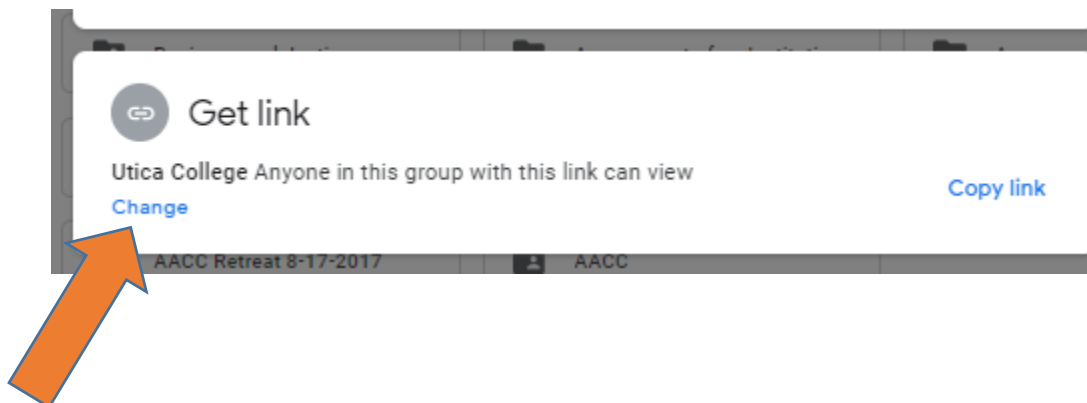 Get link
Utica College Anyone in this group with this link can view
Change
Copy link
AACC Retreat 8-17-2017
AACC